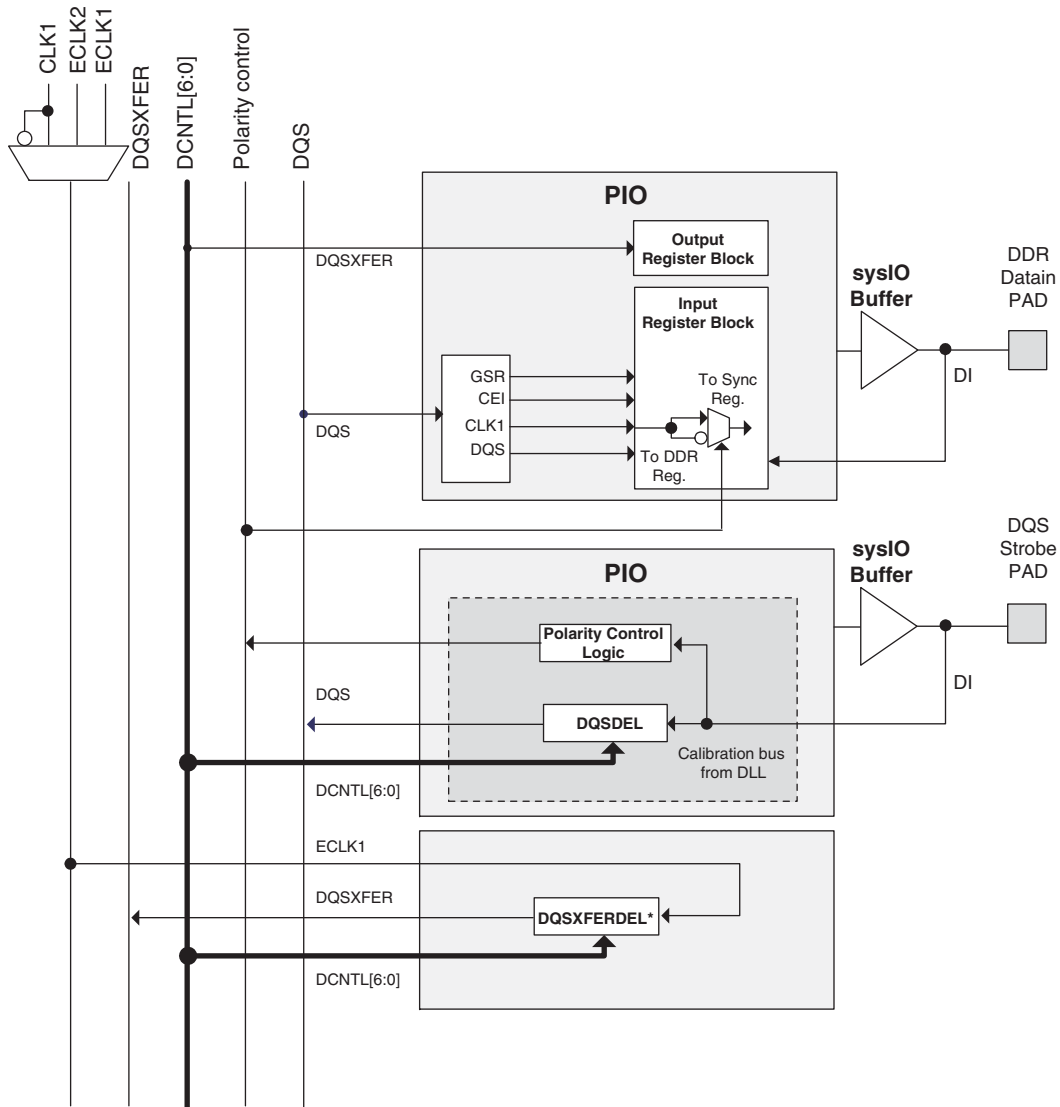 CLK1
ECLK2
ECLK1
DQSXFER
DCNTL[6:0]
Polarity control
DQS
PIO
DQSXFER
Output
Register Block
Input
Register Block
sysIO
Buffer
DDR
Datain
PAD
DI
GSR
CEI
CLK1
DQS
DQS
To Sync
Reg.
To DDR
Reg.
PIO
sysIO
Buffer
DQS
Strobe
PAD
DI
Polarity Control
Logic
DQS
DQSDEL
Calibration bus
from DLL
DCNTL[6:0]
ECLK1
DQSXFER
DQSXFERDEL*
DCNTL[6:0]